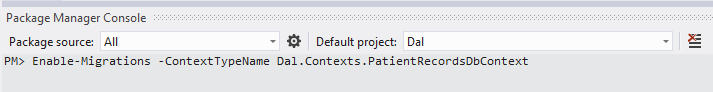 Package Manager Console
Package source: All Default project: Dal
PM> Enable-Migrations -ContextTypeName Dal.Contexts.PatientRecordsDbContext